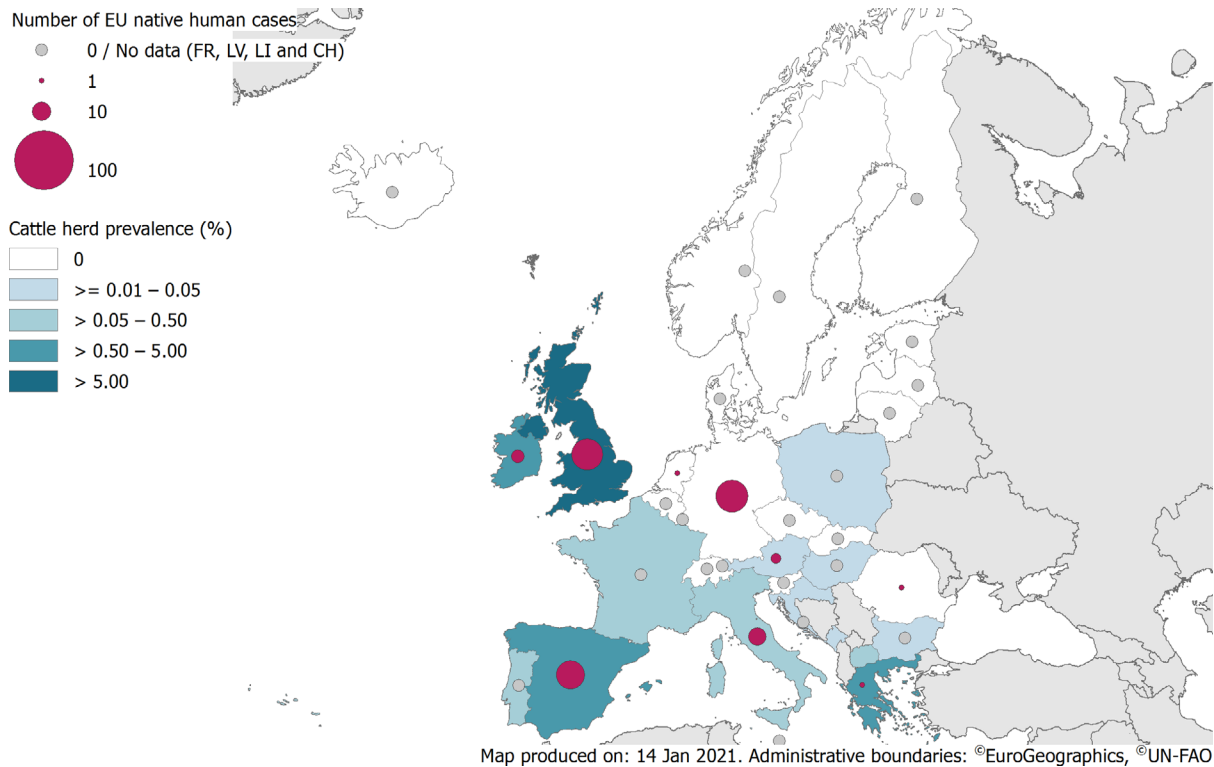 Number of EU native human cases
0 / No data (FR, LV, LI and CH)
1
10
100
Cattle herd prevalence (%)
0
>= 0.01 – 0.05
> 0.05 – 0.50
> 0.50 – 5.00
> 5.00
Map produced on: 14 Jan 2021. Administrative boundaries: ©EuroGeographics, ©UN-FAO